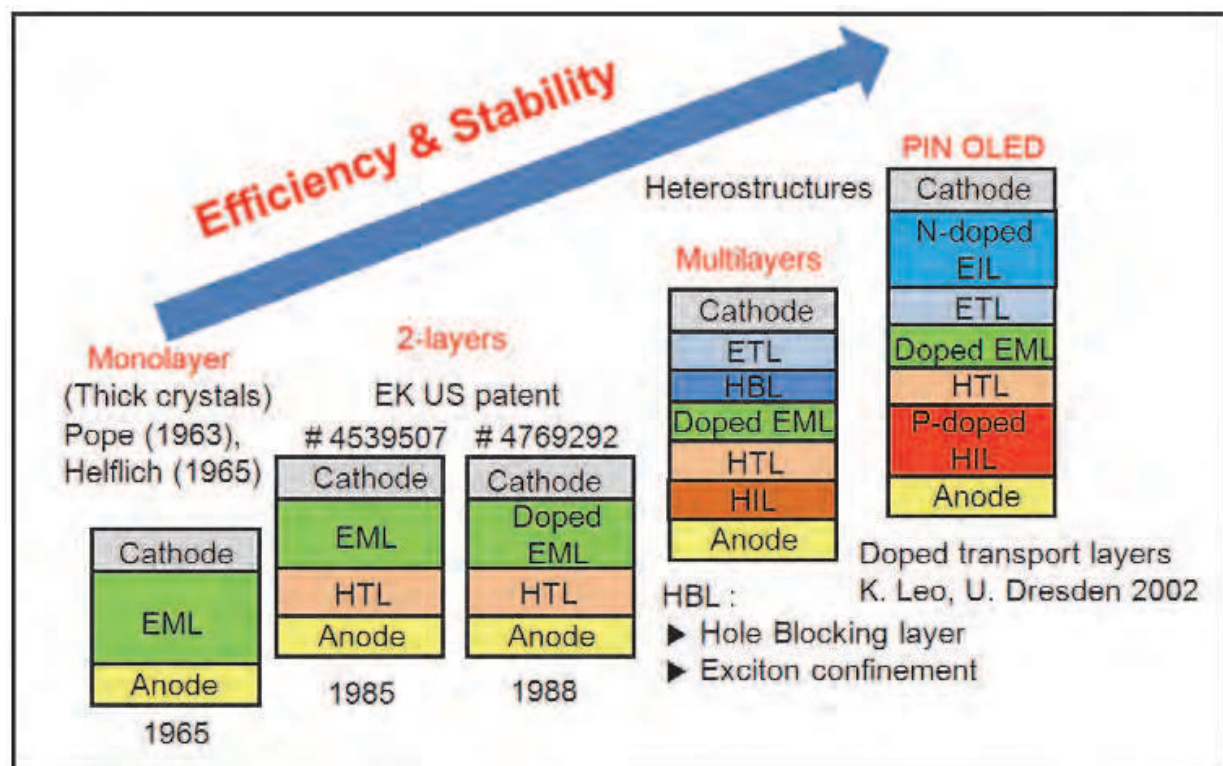 Efficiency & Stability
Monolayer
(Thick crystals)
Pope (1963),
Helflich (1965)
Cathode
EML
Anode
1965
2-layers
EK US patent
# 4539507
Cathode
EML
HTL
Anode
1985
# 4769292
Cathode
Doped
EML
HTL
Anode
1988
Heterostructures
Multilayers
Cathode
ETL
HBL
Doped EML
HTL
HIL
Anode
HBL :
▶ Hole Blocking layer
▶ Exciton confinement
PIN OLED
Cathode
N-doped
EIL
ETL
Doped EML
HTL
P-doped
HIL
Anode
Doped transport layers
K. Leo, U. Dresden 2002